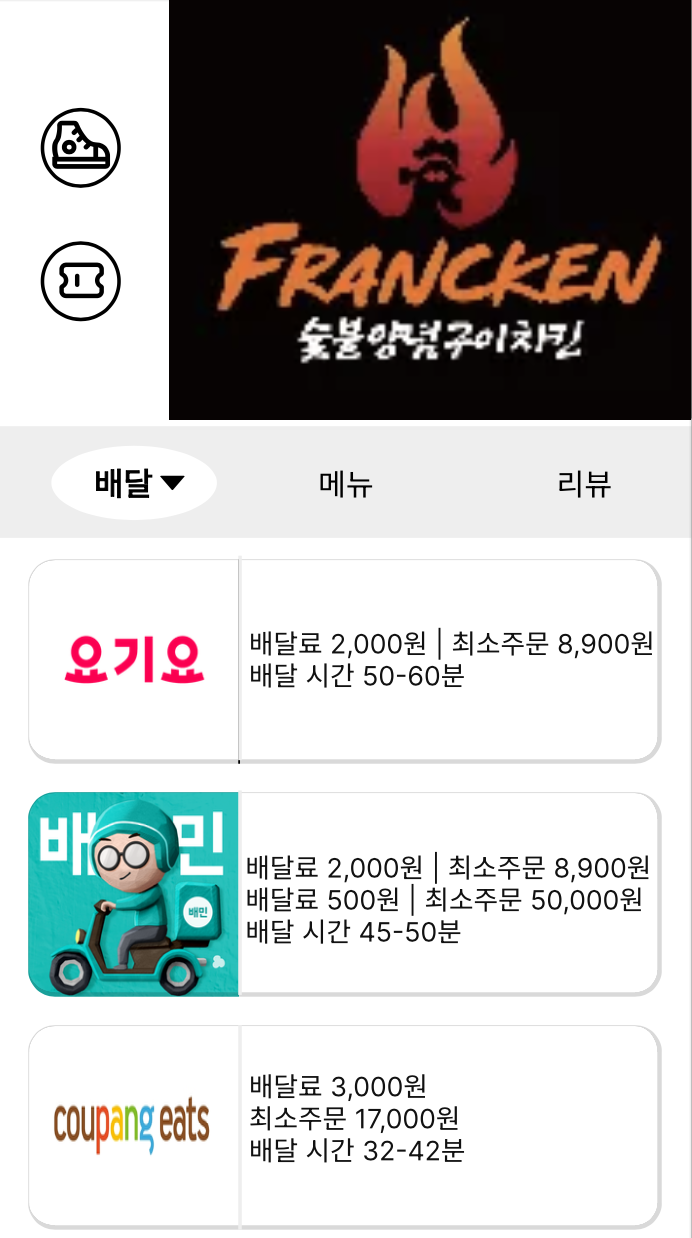 FRANCKEN
숯불양념구이치킨
배달 ▼ 메뉴 리뷰
요기요
배달료 2,000원 | 최소주문 8,900원
배달 시간 50-60분
배민
배민
배달료 2,000원 | 최소주문 8,900원
배달료 500원 | 최소주문 50,000원
배달 시간 45-50분
coupang eats
배달료 3,000원
최소주문 17,000원
배달 시간 32-42분